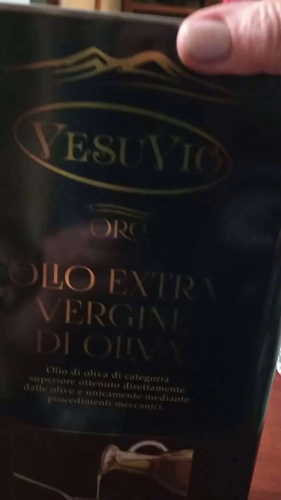 VESUVIO
ORO
OLIO EXTRA
VERGINE
DI OLIVA
Olio di oliva di categoria
superiore ottenuto direttamente
dalle olive e unicamente mediante
procedimenti meccanici.